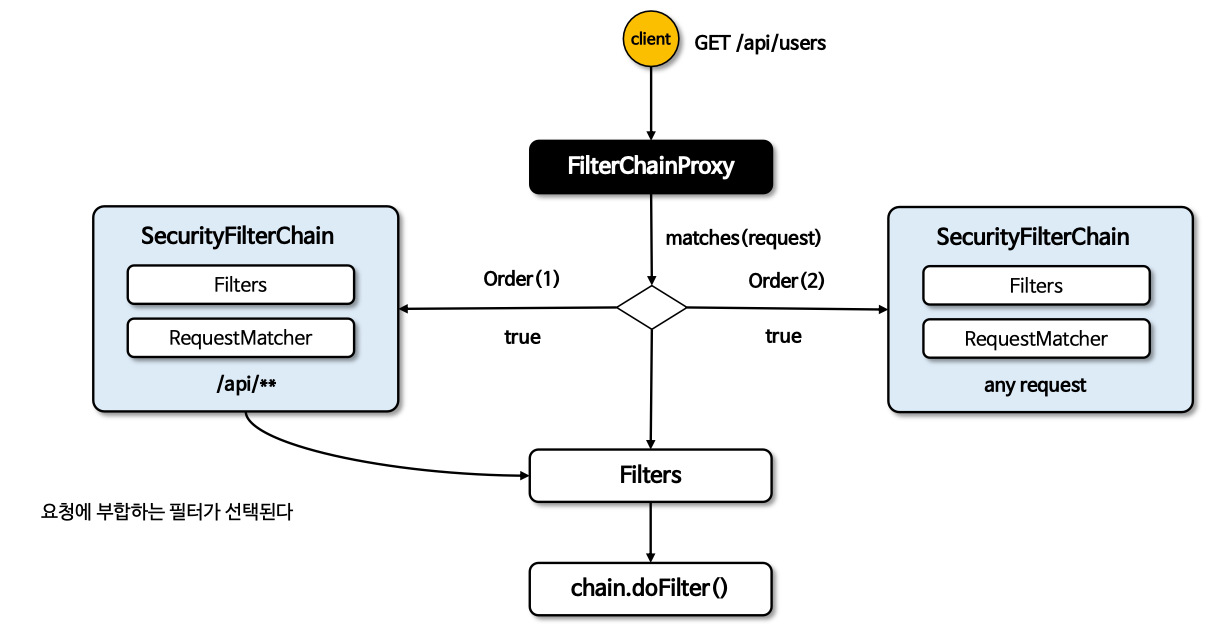 client
GET /api/users
FilterChainProxy
matches(request)
SecurityFilterChain
Filters
RequestMatcher
/api/**
Order(1)
true
Order(2)
true
SecurityFilterChain
Filters
RequestMatcher
any request
Filters
요청에 부합하는 필터가 선택된다
chain.doFilter()